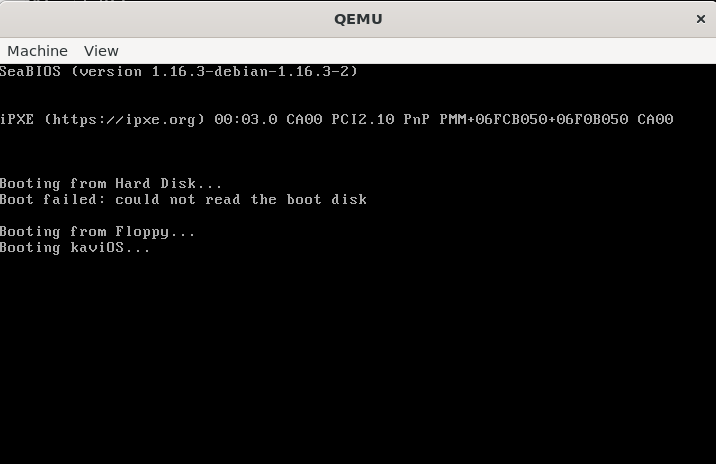 QEMU
×
Machine View
SeaBIOS (version 1.16.3-debian-1.16.3-2)
iPXE (https://ipxe.org) 00:03.0 CA00 PCI2.10 PnP PMM+06FCB050+06F0B050 CA00
Booting from Hard Disk...
Boot failed: could not read the boot disk
Booting from Floppy...
Booting kaviOS...